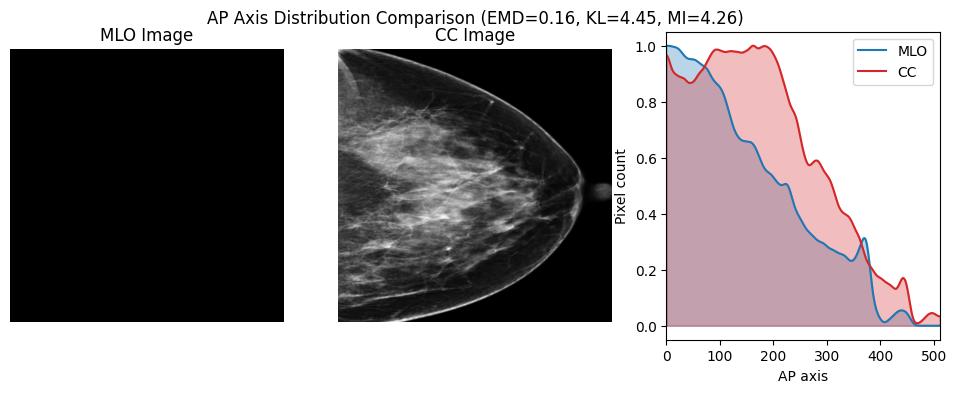 AP Axis Distribution Comparison (EMD=0.16, KL=4.45, MI=4.26)
MLO Image
CC Image
MLO
CC
1.0
0.8
0.6
0.4
0.2
0.0
Pixel count
0 100 200 300 400 500
AP axis